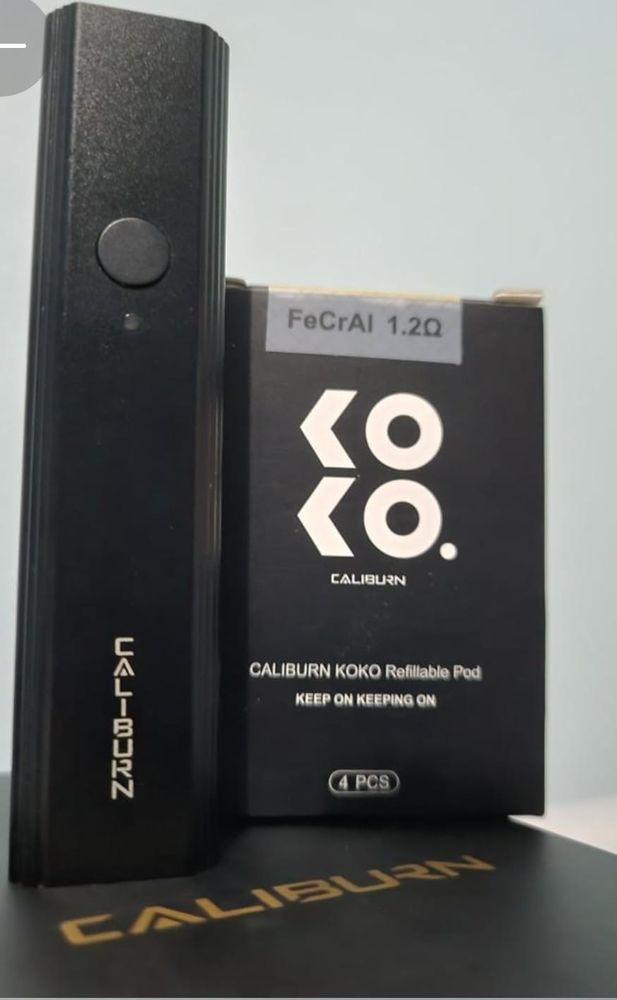 CALIBURN
FeCrAl 1.2Ω
KO
KO.
CALIBURN
CALIBURN KOKO Refillable Pod
KEEP ON KEEPING ON
4 PCS
CALIBURN